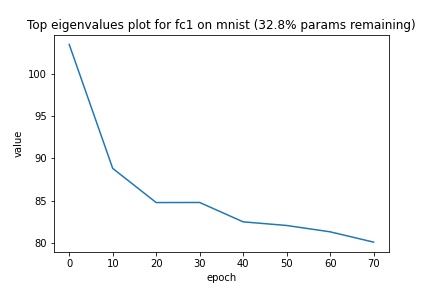 Top eigenvalues plot for fc1 on mnist (32.8% params remaining)
value
100
95
90
85
80
0 10 20 30 40 50 60 70
epoch